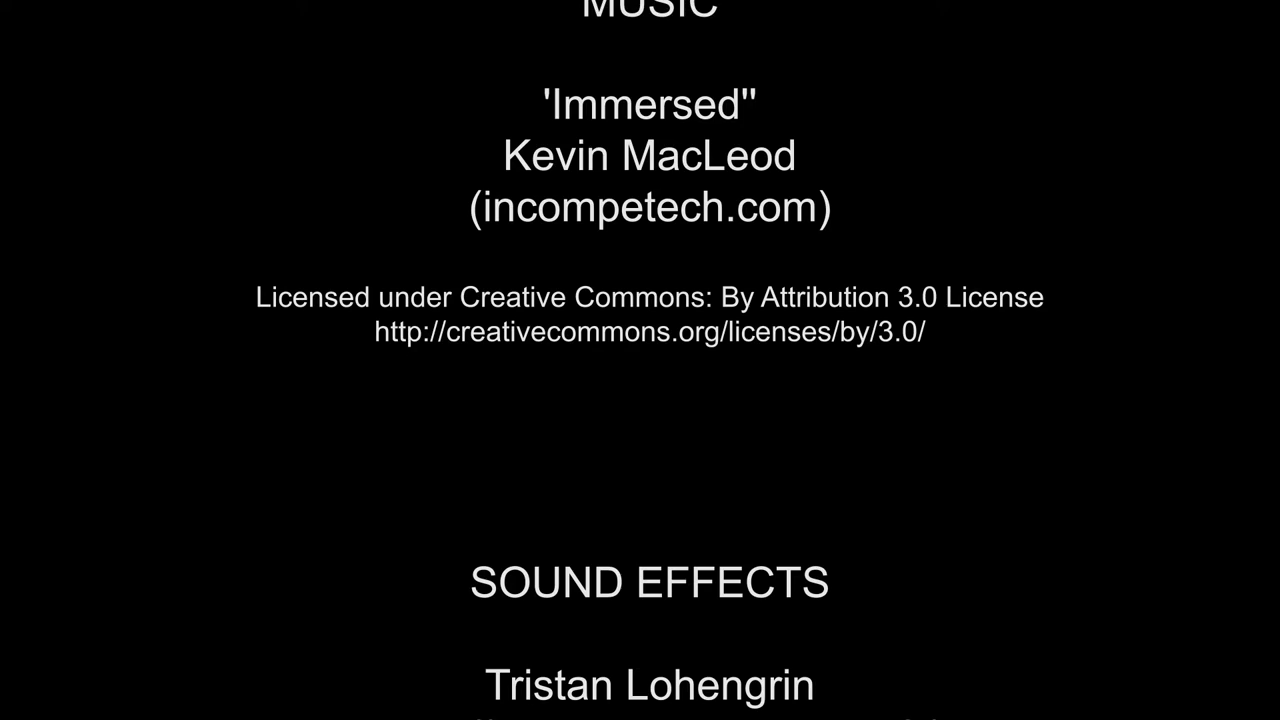 MUSIC
'Immersed"
Kevin MacLeod
(incompetech.com)
Licensed under Creative Commons: By Attribution 3.0 License
http://creativecommons.org/licenses/by/3.0/
SOUND EFFECTS
Tristan Lohengrin